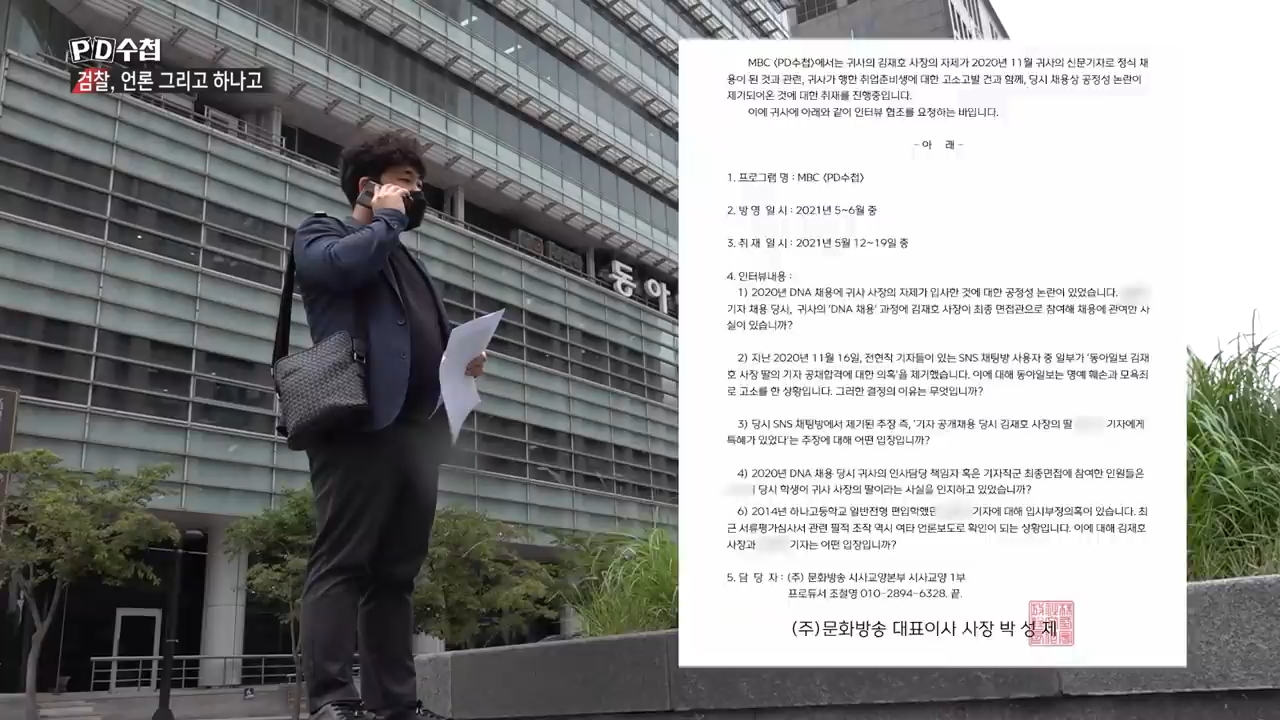 PD수첩
검찰, 언론 그리고 하나고
동아
MBC <PD수첩>에서는 귀사의 김재호 사장의 자제가 2020년 11월 귀사의 신문기자로 정식 채
용이 된 것과 관련, 귀사가 행한 취업준비생에 대한 고소고발 건과 함께, 당시 채용상 공정성 논란이
제기되어온 것에 대한 취재를 진행중입니다.
이에 귀사에 아래와 같이 인터뷰 협조를 요청하는 바입니다.
- 아 래 -
1. 프로그램 명 : MBC <PD수첩>
2. 방 영 일 시 : 2021년 5~6월 중
3. 취 재 일 시 : 2021년 5월 12~19일 중
4. 인터뷰내용 :
1) 2020년 DNA 채용에 귀사 사장의 자제가 입사한 것에 대한 공정성 논란이 있었습니다.
기자 채용 당시, 귀사의 'DNA 채용' 과정에 김재호 사장이 최종 면접관으로 참여해 채용에 관여한 사
실이 있습니까?
2) 지난 2020년 11월 16일, 전현직 기자들이 있는 SNS 채팅방 사용자 중 일부가 '동아일보 김재
호 사장 딸의 기자 공채합격에 대한 의혹'을 제기했습니다. 이에 대해 동아일보는 명예 훼손과 모욕죄
로 고소를 한 상황입니다. 그러한 결정의 이유는 무엇입니까?
3) 당시 SNS 채팅방에서 제기된 추장 즉, '기자 공개채용 당시 김재호 사장의 딸 기자에게
특혜가 있었다'는 추장에 대해 어떤 입장입니까?
4) 2020년 DNA 채용 당시 귀사의 인사담당 책임자 혹은 기자직군 최종면접에 참여한 인원들은
당시 학생이 귀사 사장의 딸이라는 사실을 인지하고 있었습니까?
6) 2014년 하나고등학교 일반전형 편입학했던 기자에 대해 입시부정의혹이 있습니다. 최
근 서류평가심사서 관련 필적 조작 역시 여타 언론보도로 확인이 되는 상황입니다. 이에 대해 김재호
사장과 기자는 어떤 입장입니까?
5. 담 당 자 : (주) 문화방송 시사교양본부 시사교양 1부
프로듀서 조철영 010-2894-6328. 끝.
(주)문화방송 대표이사 사장 박 성 제